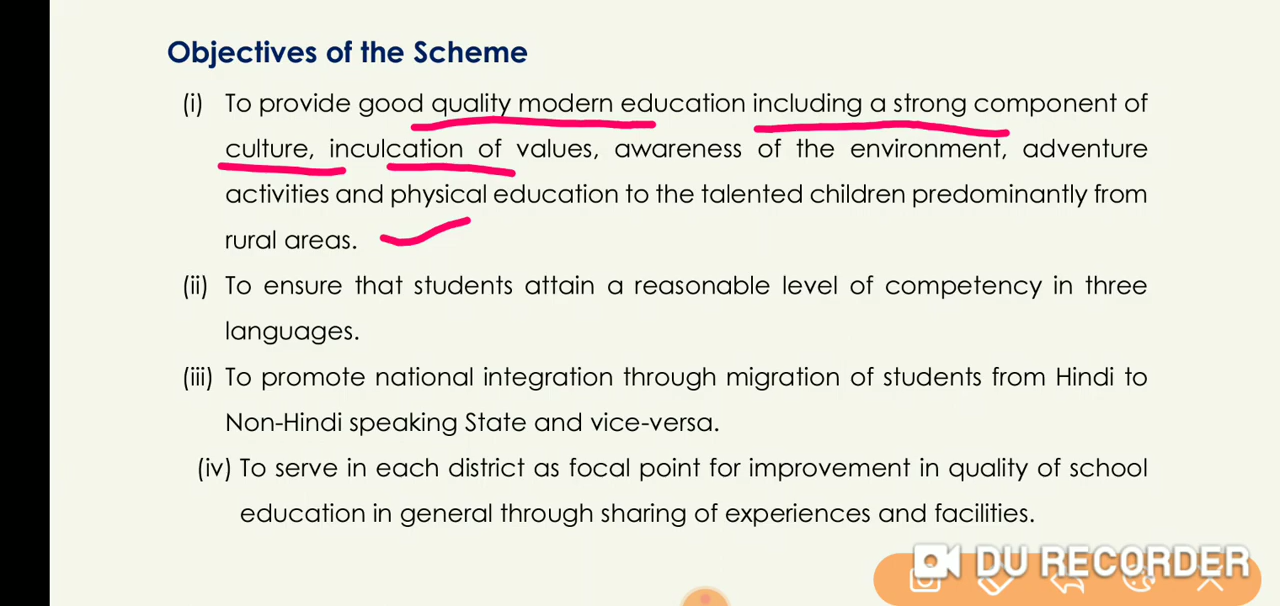 Objectives of the Scheme
(i) To provide good quality modern education including a strong component of
culture, inculcation of values, awareness of the environment, adventure
activities and physical education to the talented children predominantly from
rural areas.
(ii) To ensure that students attain a reasonable level of competency in three
languages.
(iii) To promote national integration through migration of students from Hindi to
Non-Hindi speaking State and vice-versa.
(iv) To serve in each district as focal point for improvement in quality of school
education in general through sharing of experiences and facilities.
DU RECORDER